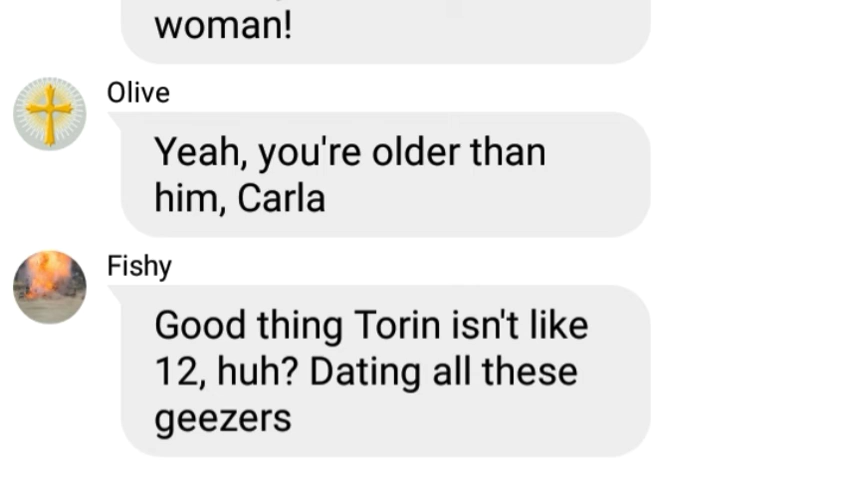 woman!
Olive
Yeah, you're older than
him, Carla
Fishy
Good thing Torin isn't like
12, huh? Dating all these
geezers